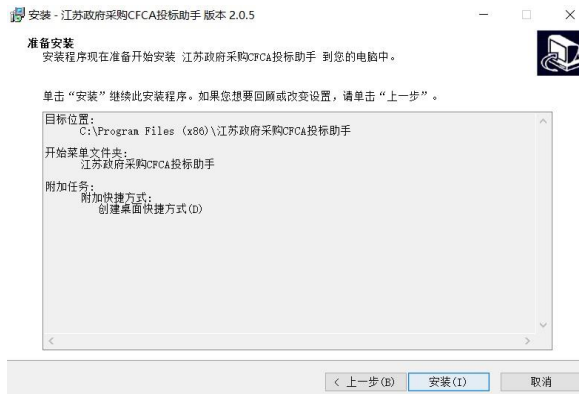 安装 - 江苏政府采购CFCA投标助手 版本 2.0.5
准备安装
安装程序现在准备开始安装 江苏政府采购CFCA投标助手 到您的电脑中。
单击“安装”继续此安装程序。如果您想要回顾或改变设置，请单击“上一步”。
目标位置:
C:\Program Files (x86)\江苏政府采购CFCA投标助手
开始菜单文件夹:
江苏政府采购CFCA投标助手
附加任务:
附加快捷方式:
创建桌面快捷方式(D)
< 上一步(B)
安装(I)
取消